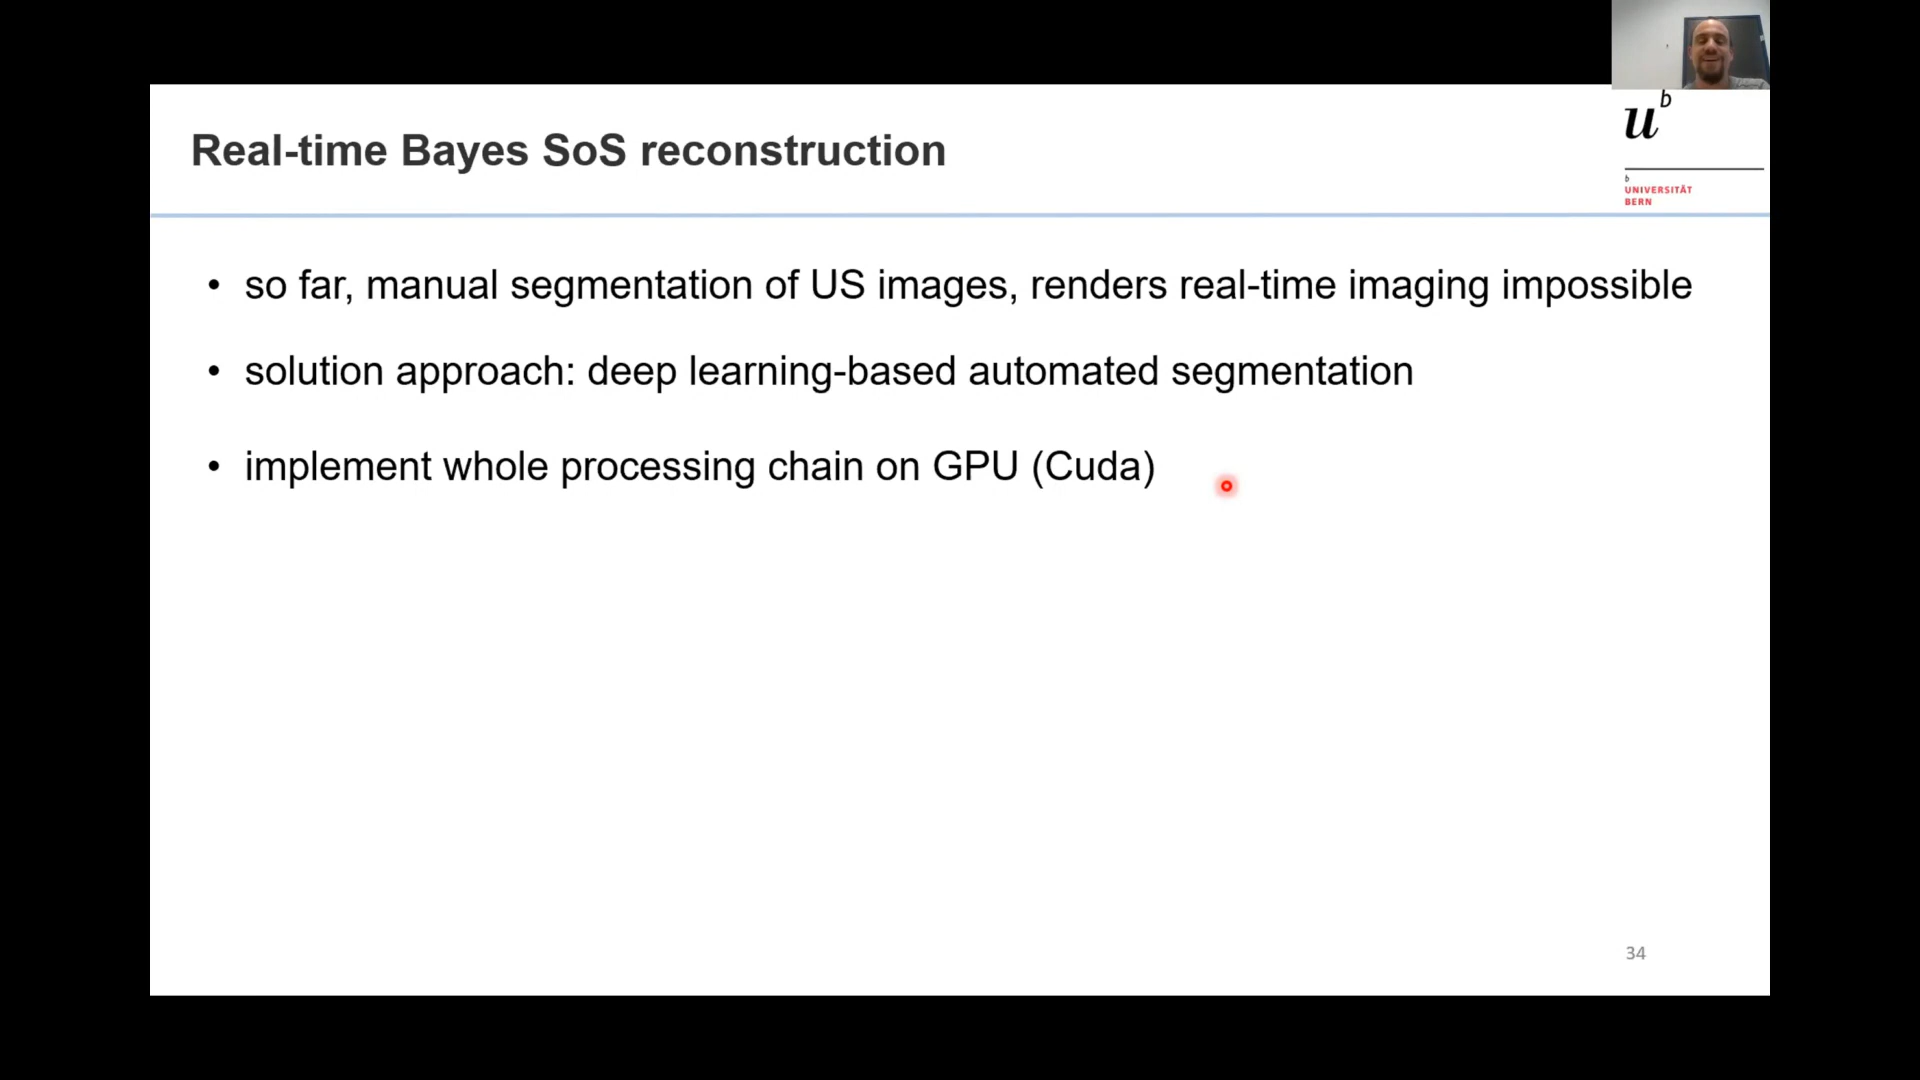 Real-time Bayes SoS reconstruction
u b
b
UNIVERSITÄT
BERN
• so far, manual segmentation of US images, renders real-time imaging impossible
• solution approach: deep learning-based automated segmentation
• implement whole processing chain on GPU (Cuda)
34